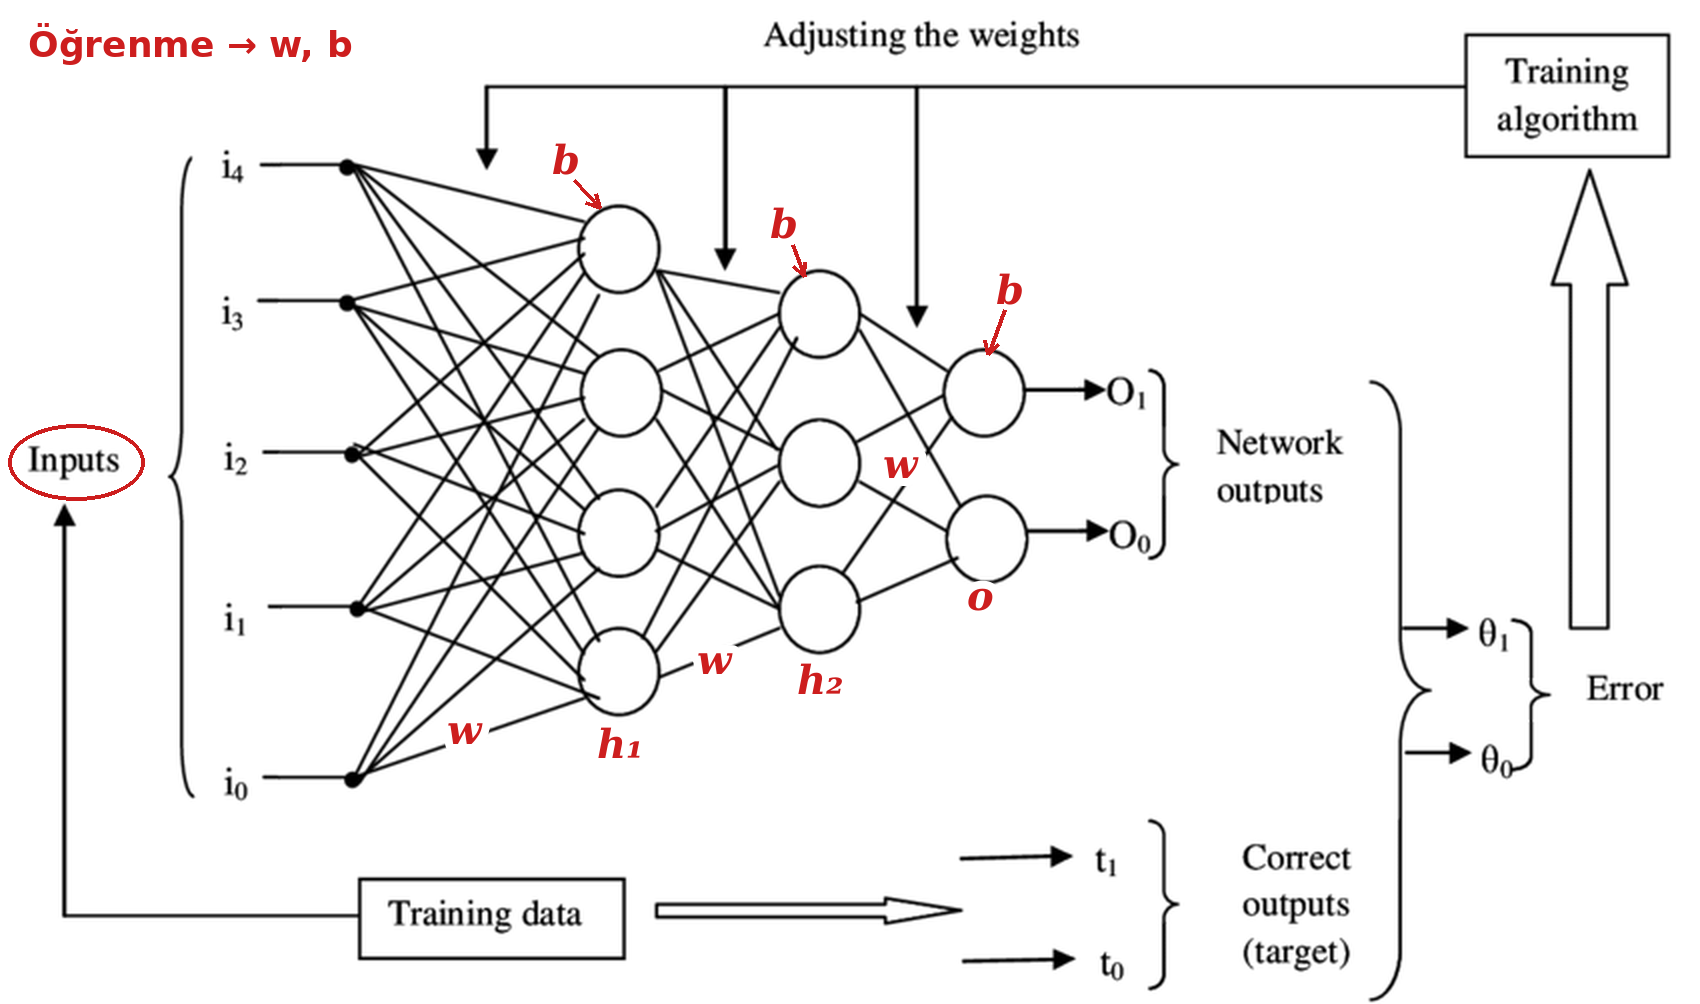 Öğrenme → w, b
Adjusting the weights
Training
algorithm
b
b
b
i₄
i₃
i₂
i₁
i₀
Inputs
w
w
w
h₁
h₂
o
O₁
O₀
Network
outputs
θ₁
θ₀
Error
Training data
t₁
t₀
Correct
outputs
(target)